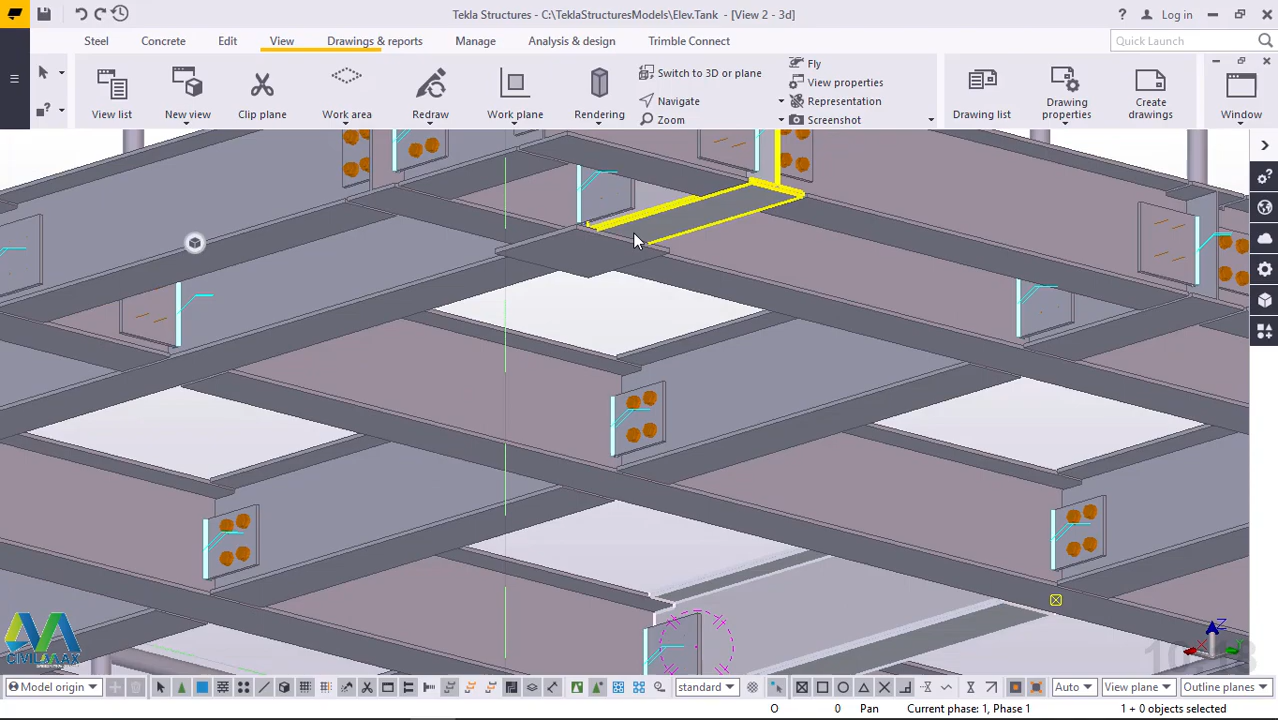 Tekla Structures - C:\TeklaStructuresModels\Elev.Tank - [View 2 - 3d]
Log in
Steel Concrete Edit View Drawings & reports Manage Analysis & design Trimble Connect
Quick Launch
View list
New view
Clip plane
Work area
Redraw
Work plane
Rendering
Switch to 3D or plane
Navigate
Zoom
Fly
View properties
Representation
Screenshot
Drawing list
Drawing properties
Create drawings
Window
Z
CIVILMAX
Model origin
standard
Auto
View plane
Outline planes
O 0 Pan Current phase: 1, Phase 1 1 + 0 objects selected